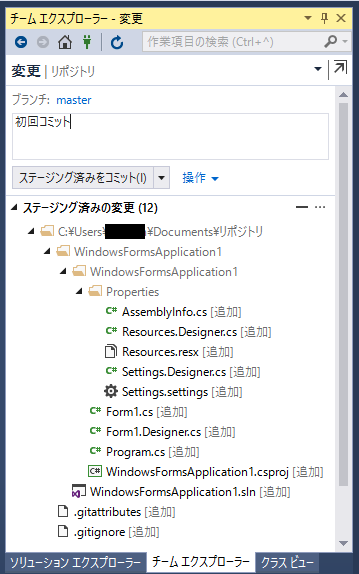 チーム エクスプローラー - 変更
作業項目の検索 (Ctrl+^)
変更 | リポジトリ
ブランチ: master
初回コミット
ステージング済みをコミット(I) 操作
ステージング済みの変更 (12)
C:¥Users¥ ¥Documents¥リポジトリ
WindowsFormsApplication1
WindowsFormsApplication1
Properties
C# AssemblyInfo.cs [追加]
C# Resources.Designer.cs [追加]
Resources.resx [追加]
C# Settings.Designer.cs [追加]
Settings.settings [追加]
C# Form1.cs [追加]
C# Form1.Designer.cs [追加]
C# Program.cs [追加]
C# WindowsFormsApplication1.csproj [追加]
WindowsFormsApplication1.sln [追加]
.gitattributes [追加]
.gitignore [追加]
ソリューション エクスプローラー チーム エクスプローラー クラス ビュー